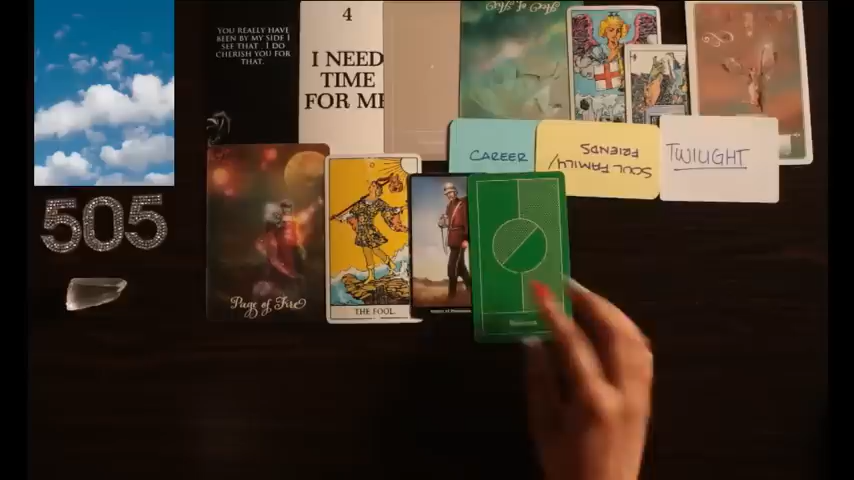 YOU REALLY HAVE
BEEN BY MY SIDE I
SEE THAT I DO
CHERISH YOU FOR
THAT.
4
I NEED
TIME
FOR ME
CAREER
SOUL FAMILY/
FRIENDS
TWILIGHT
505
Page of Fire
THE FOOL.